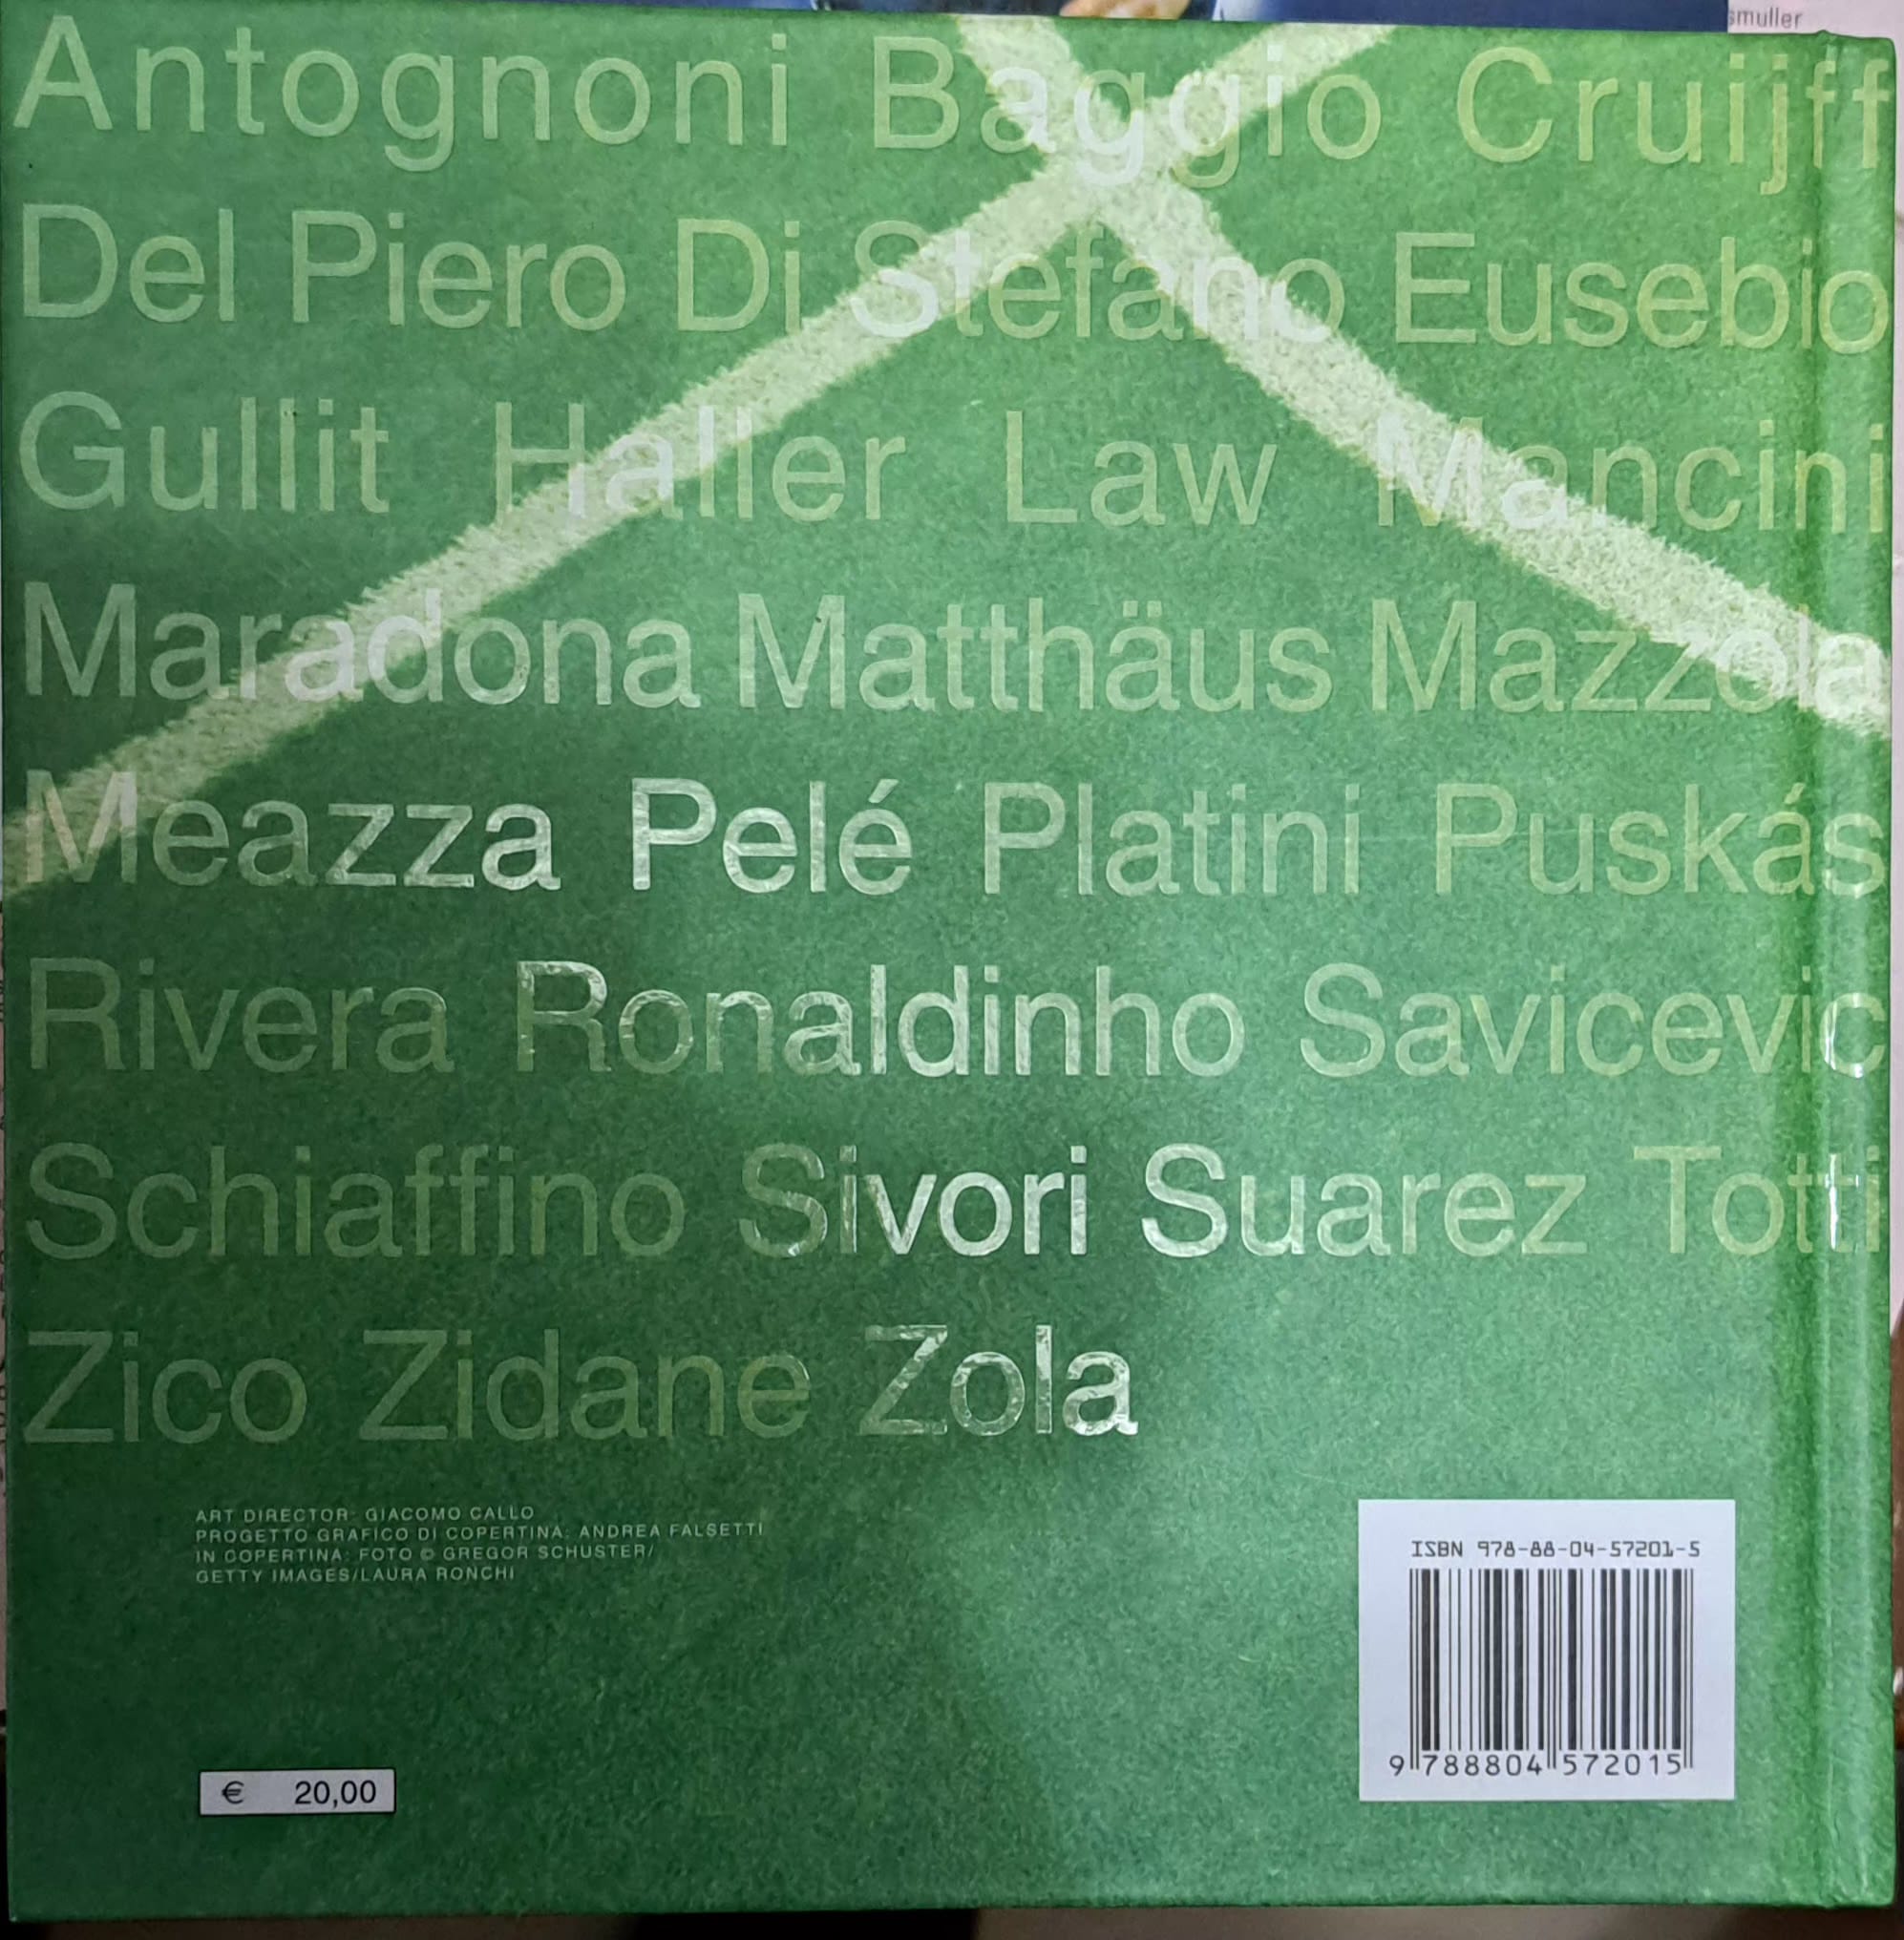 smuller
Antognoni Baggio Cruijff
Del Piero Di Stefano Eusebio
Gullit Haller Law Mancini
Maradona Matthäus Mazzola
Meazza Pelé Platini Puskás
Rivera Ronaldinho Savicevic
Schiaffino Sivori Suarez Totti
Zico Zidane Zola
ART DIRECTOR: GIACOMO CALLO
PROGETTO GRAFICO DI COPERTINA: ANDREA FALSETTI
IN COPERTINA: FOTO © GREGOR SCHUSTER/
GETTY IMAGES/LAURA RONCHI
ISBN 978-88-04-57201-5
9 788804 572015
€ 20,00